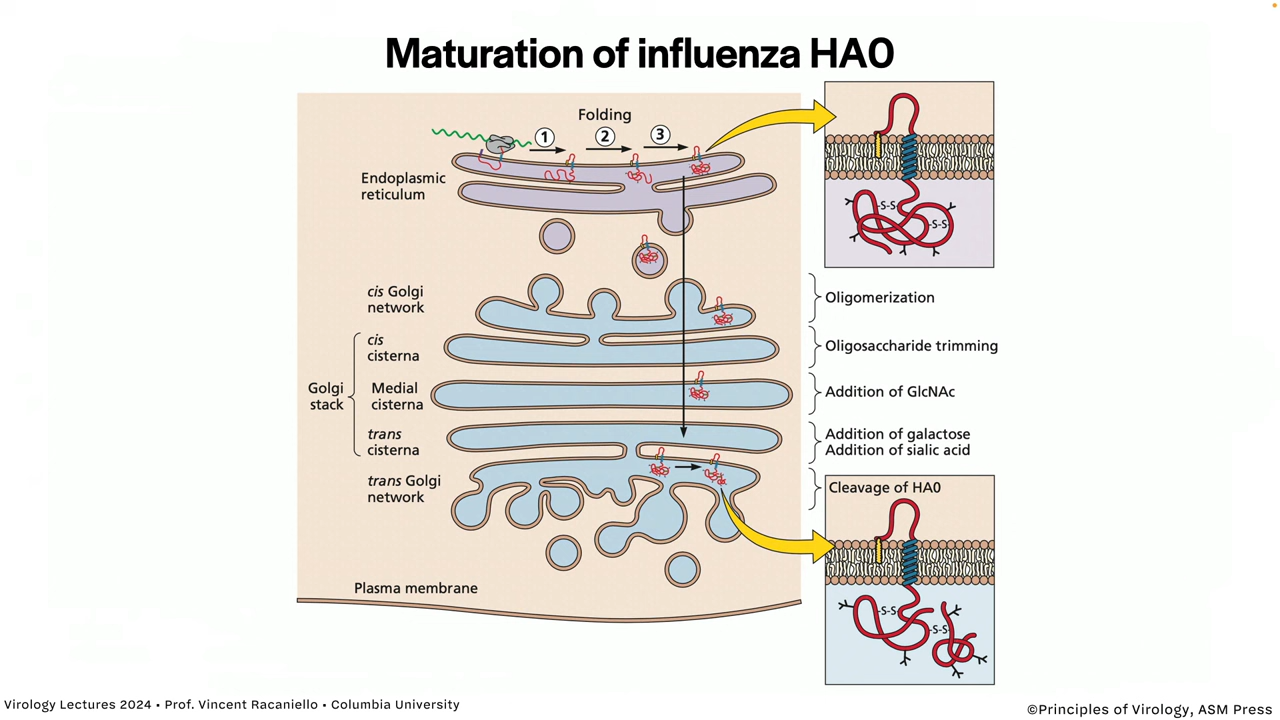 Maturation of influenza HA0
Folding
1
2
3
Endoplasmic
reticulum
-S-S-
-S-S-
cis Golgi
network
Oligomerization
cis
cisterna
Oligosaccharide trimming
Golgi
stack
Medial
cisterna
Addition of GlcNAc
trans
cisterna
Addition of galactose
Addition of sialic acid
trans Golgi
network
Cleavage of HA0
-S-S-
-S-S-
Plasma membrane
Virology Lectures 2024 • Prof. Vincent Racaniello • Columbia University
©Principles of Virology, ASM Press